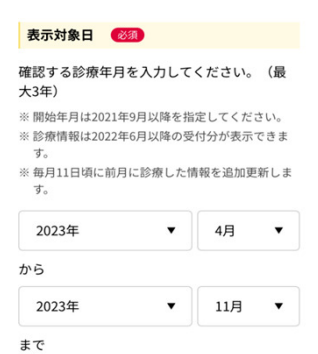 表示対象日 必須
確認する診療年月を入力してください。（最
大3年）
※ 開始年月は2021年9月以降を指定してください。
※ 診療情報は2022年6月以降の受付分が表示できま
す。
※ 毎月11日頃に前月に診療した情報を追加更新しま
す。
2023年 ▼ 4月 ▼
から
2023年 ▼ 11月 ▼
まで